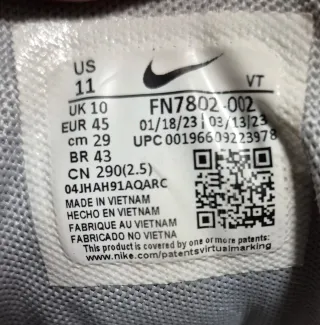 US VT
11
UK 10 FN7802-002
EUR 45 01/18/23 03/13/23
cm 29 UPC 00196609223978
BR 43
CN 290(2.5)
04JHAH91AQARC
MADE IN VIETNAM
HECHO EN VIETNAM
FABRIQUE AU VIETNAM
FABRICADO NO VIETNA
This product is covered by one or more patents:
www.nike.com/patentsvirtualmarking